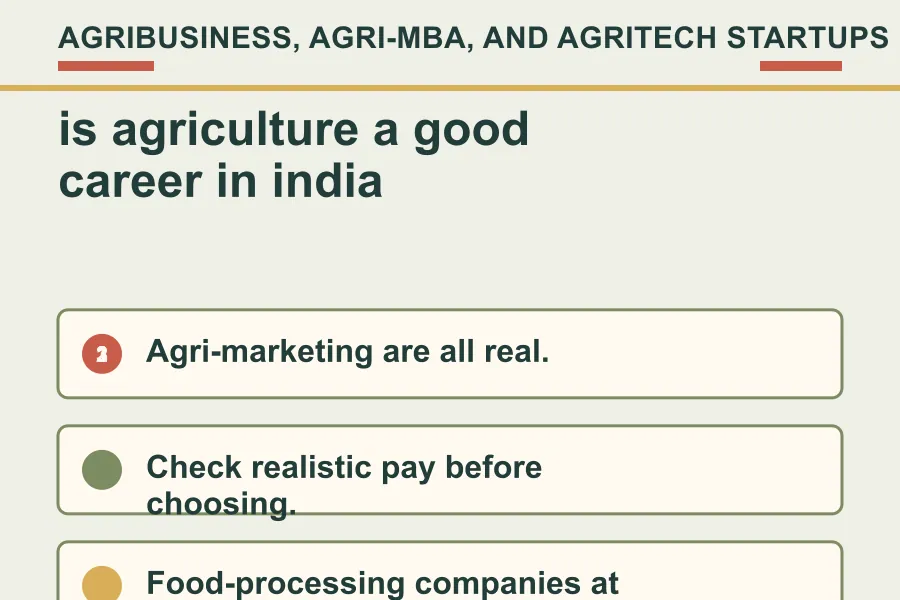 AGRIBUSINESS, AGRI-MBA, AND AGRITECH STARTUPS
is agriculture a good
career in india
Agri-marketing are all real.
Check realistic pay before
choosing.
Food-processing companies at